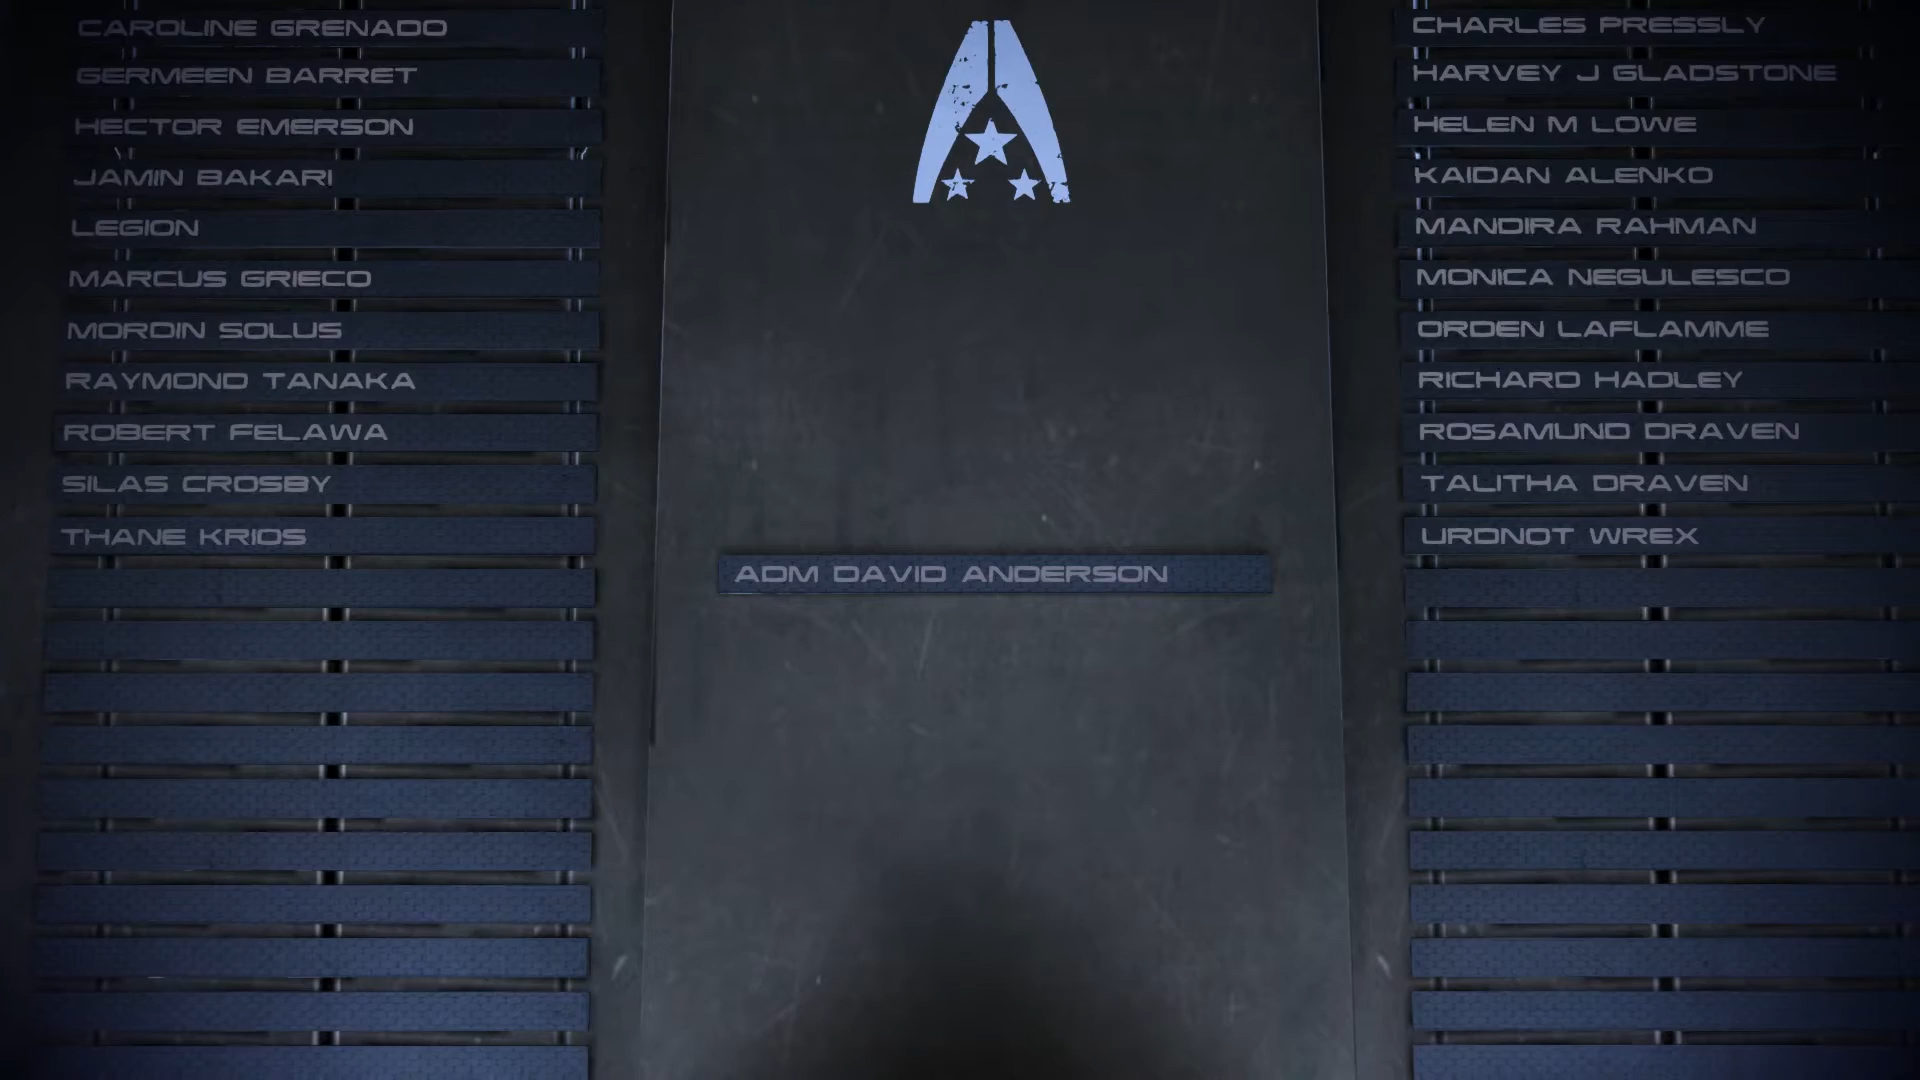 CAROLINE GRENADO
GERMEEN BARRET
HECTOR EMERSON
JAMIN BAKARI
LEGION
MARCUS GRIECO
MORDIN SOLUS
RAYMOND TANAKA
ROBERT FELAWA
SILAS CROSBY
THANE KRIOS
ADM DAVID ANDERSON
CHARLES PRESSLY
HARVEY J GLADSTONE
HELEN M LOWE
KAIDAN ALENKO
MANDIRA RAHMAN
MONICA NEGULESCO
ORDEN LAFLAMME
RICHARD HADLEY
ROSAMUND DRAVEN
TALITHA DRAVEN
URDNOT WREX